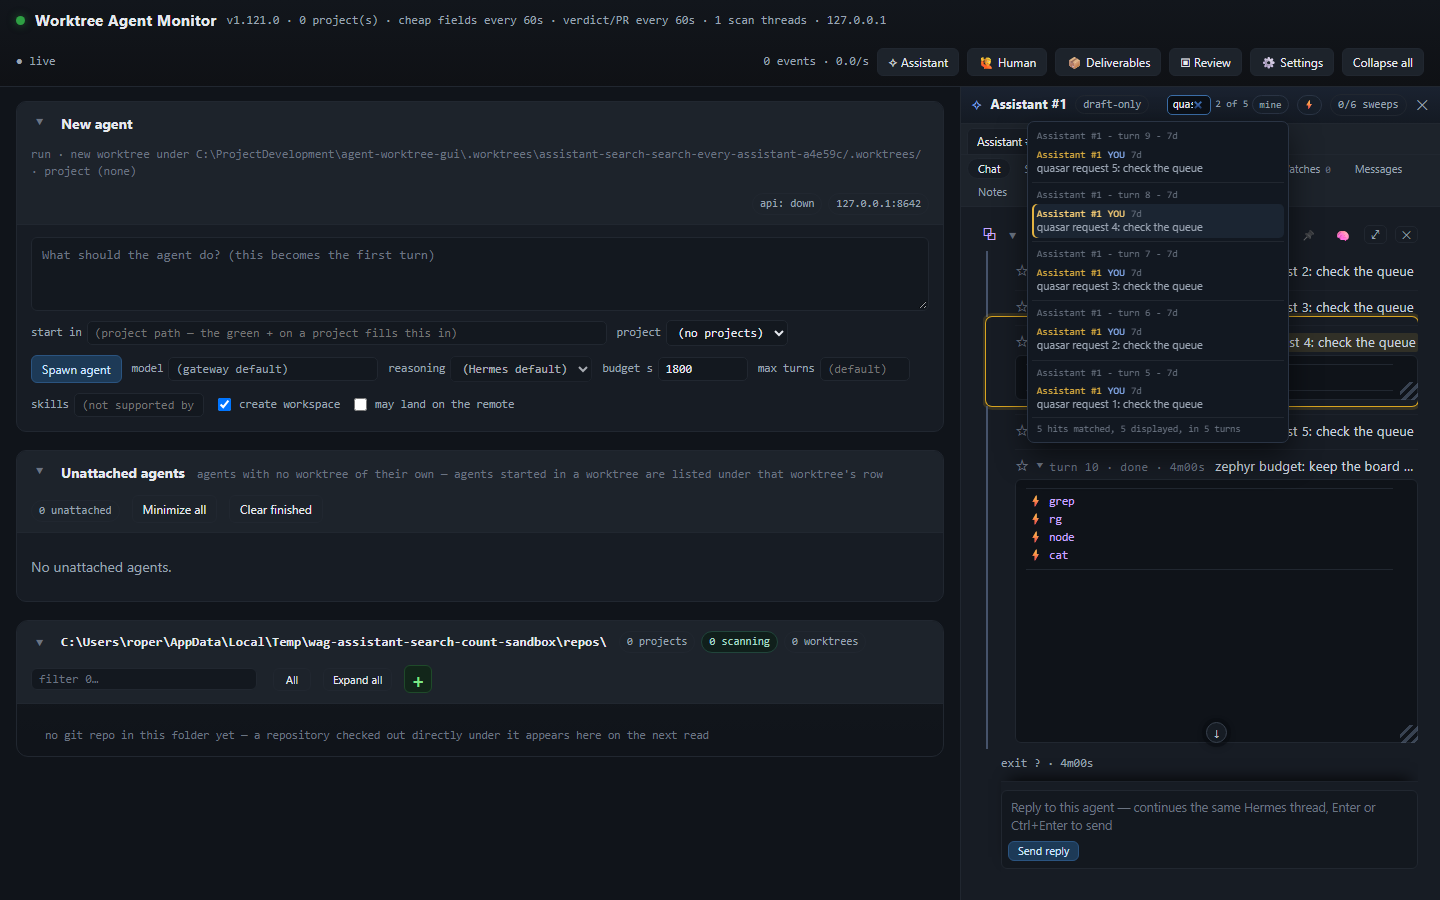 Worktree Agent Monitor v1.121.0 · 0 project(s) · cheap fields every 60s · verdict/PR every 60s · 1 scan threads · 127.0.0.1
live
0 events · 0.0/s
Assistant
Human
Deliverables
Review
Settings
Collapse all
New agent
run · new worktree under C:\ProjectDevelopment\agent-worktree-gui\.worktrees\assistant-search-search-every-assistant-a4e59c/.worktrees/
· project (none)
api: down 127.0.0.1:8642
What should the agent do? (this becomes the first turn)
start in (project path — the green + on a project fills this in) project (no projects)
Spawn agent model (gateway default) reasoning (Hermes default) budget s 1800 max turns (default)
skills (not supported by create workspace may land on the remote
Unattached agents agents with no worktree of their own — agents started in a worktree are listed under that worktree's row
0 unattached Minimize all Clear finished
No unattached agents.
C:\Users\roper\AppData\Local\Temp\wag-assistant-search-count-sandbox\repos\ 0 projects 0 scanning 0 worktrees
filter 0… All Expand all +
no git repo in this folder yet — a repository checked out directly under it appears here on the next read
Assistant #1 draft-only quas 2 of 5 mine 0/6 sweeps
Assistant
Chat
atches 0 Messages
Notes
Assistant #1 - turn 9 - 7d
Assistant #1 YOU 7d
quasar request 5: check the queue
Assistant #1 - turn 8 - 7d
Assistant #1 YOU 7d
quasar request 4: check the queue
Assistant #1 - turn 7 - 7d
Assistant #1 YOU 7d
quasar request 3: check the queue
Assistant #1 - turn 6 - 7d
Assistant #1 YOU 7d
quasar request 2: check the queue
Assistant #1 - turn 5 - 7d
Assistant #1 YOU 7d
quasar request 1: check the queue
5 hits matched, 5 displayed, in 5 turns
st 2: check the queue
st 3: check the queue
st 4: check the queue
st 5: check the queue
turn 10 · done · 4m00s zephyr budget: keep the board ...
grep
rg
node
cat
exit ? · 4m00s
Reply to this agent — continues the same Hermes thread, Enter or
Ctrl+Enter to send
Send reply